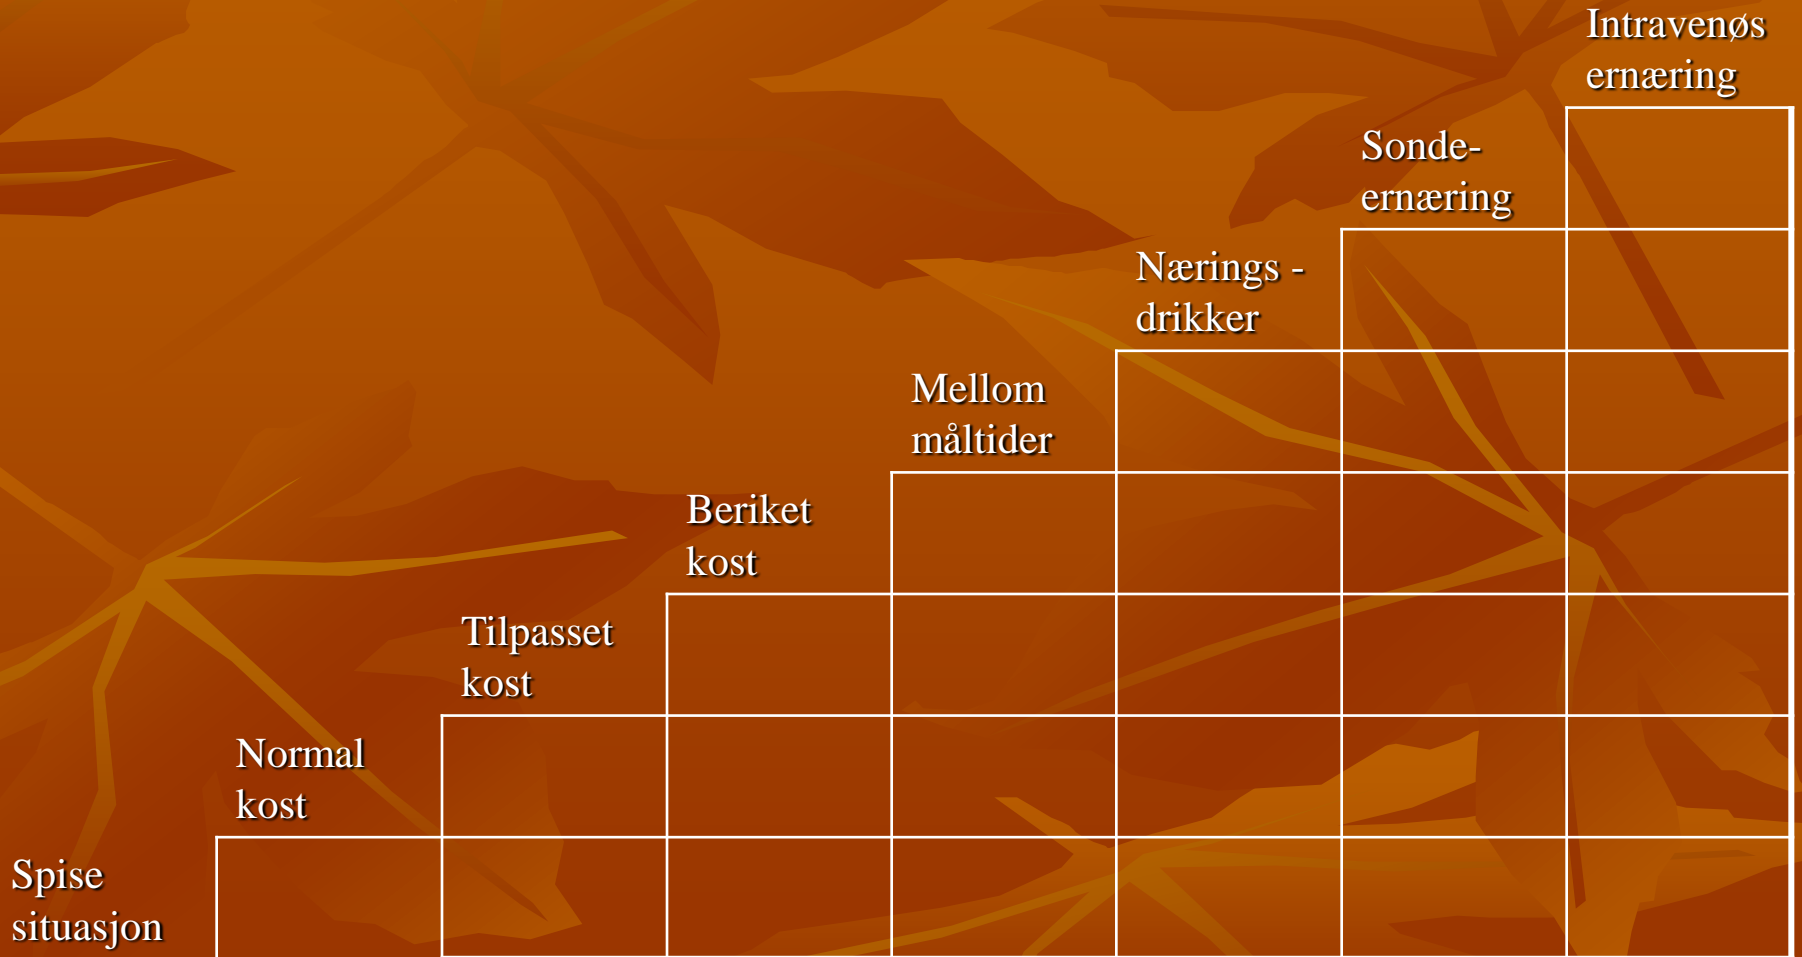 Intravenøs
ernæring
Sonde-
ernæring
Nærings -
drikker
Mellom
måltider
Beriket
kost
Tilpasset
kost
Normal
kost
Spise
situasjon